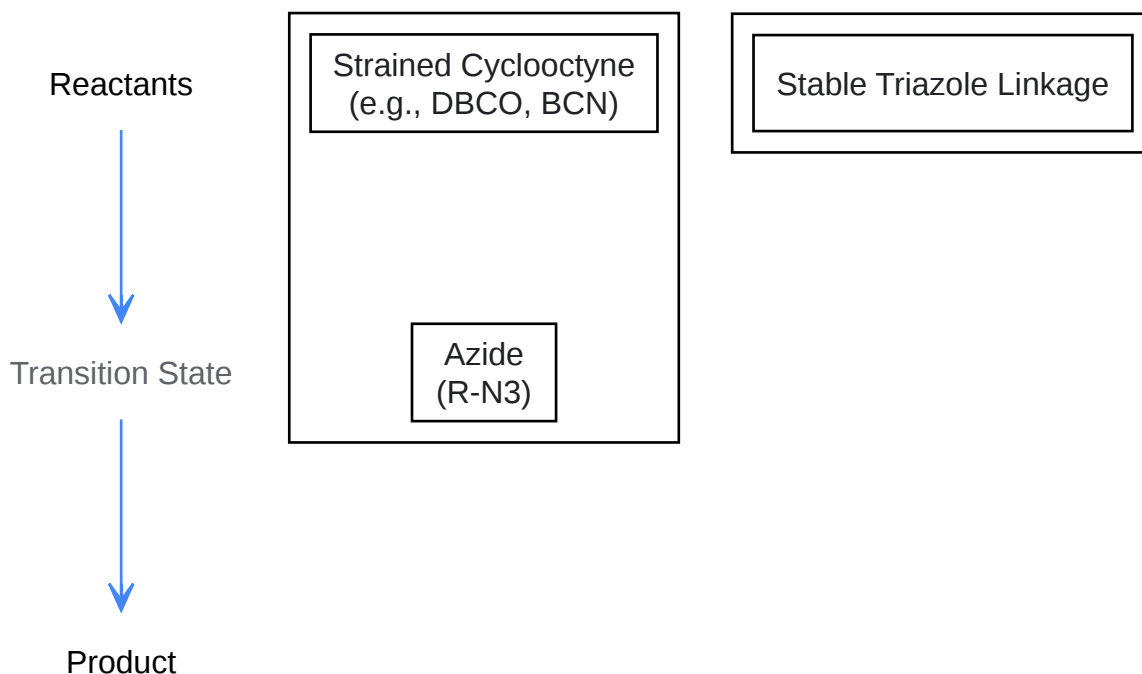 Reactants
Strained Cyclooctyne
(e.g., DBCO, BCN)
Stable Triazole Linkage
Transition State
Azide
(R-N3)
Product